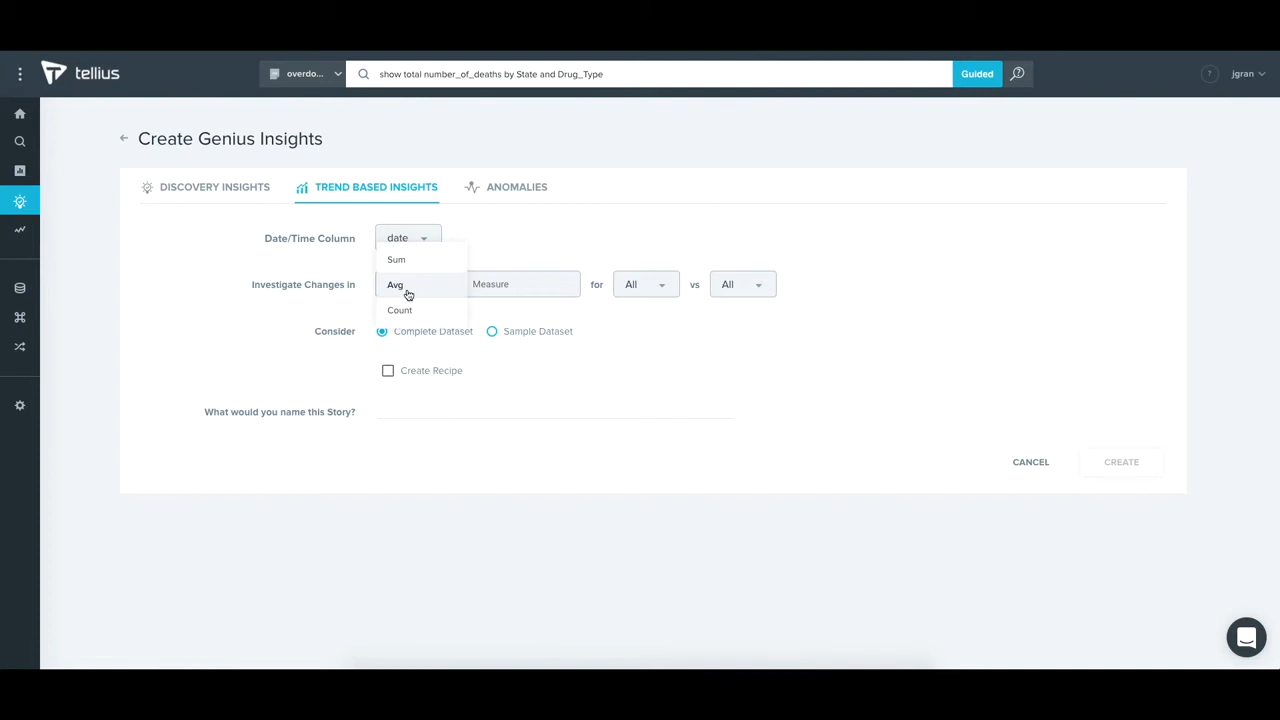 tellius
overdo...
show total number_of_deaths by State and Drug_Type
Guided
?
jgran
Create Genius Insights
DISCOVERY INSIGHTS
TREND BASED INSIGHTS
ANOMALIES
Date/Time Column
date
Sum
Investigate Changes in
Avg
Measure
for
All
vs
All
Count
Consider
Complete Dataset
Sample Dataset
Create Recipe
What would you name this Story?
CANCEL
CREATE